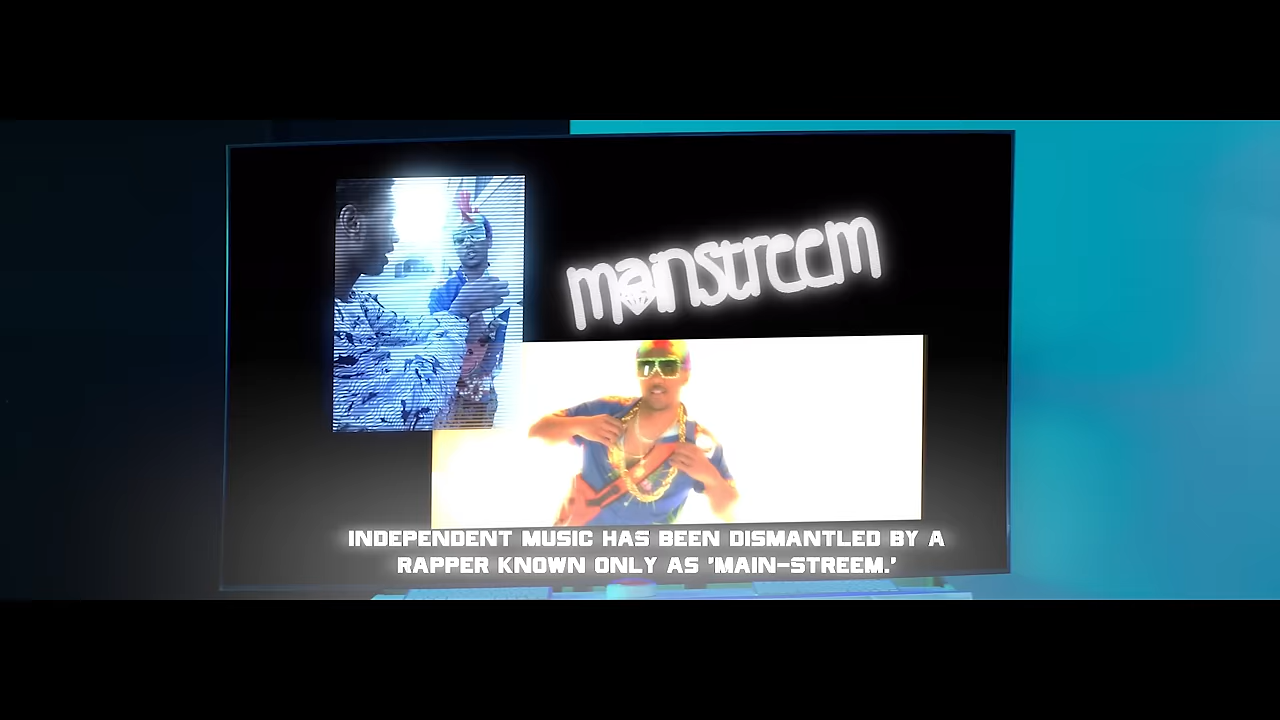 mainstreem
INDEPENDENT MUSIC HAS BEEN DISMANTLED BY A
RAPPER KNOWN ONLY AS 'MAIN-STREEM.'